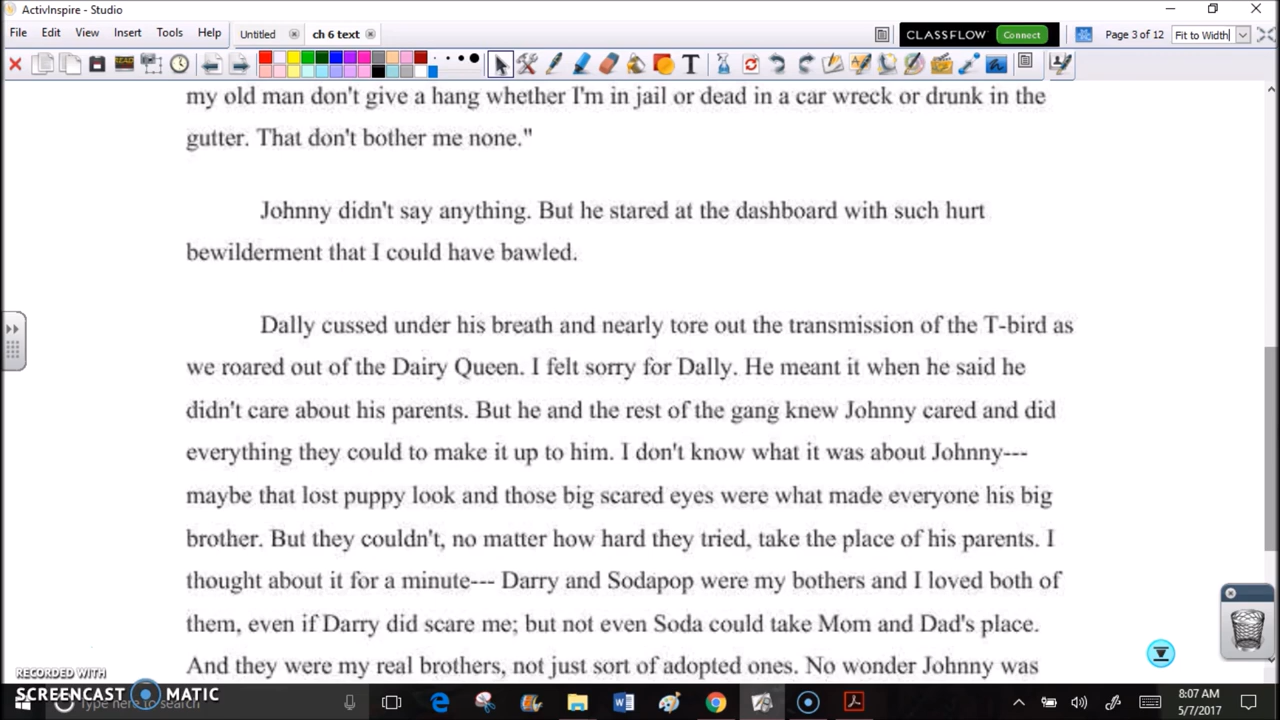 ActivInspire - Studio
File Edit View Insert Tools Help Untitled ch 6 text CLASSFLOW Connect Page 3 of 12 Fit to Width
my old man don't give a hang whether I'm in jail or dead in a car wreck or drunk in the
gutter. That don't bother me none."
Johnny didn't say anything. But he stared at the dashboard with such hurt
bewilderment that I could have bawled.
Dally cussed under his breath and nearly tore out the transmission of the T-bird as
we roared out of the Dairy Queen. I felt sorry for Dally. He meant it when he said he
didn't care about his parents. But he and the rest of the gang knew Johnny cared and did
everything they could to make it up to him. I don't know what it was about Johnny---
maybe that lost puppy look and those big scared eyes were what made everyone his big
brother. But they couldn't, no matter how hard they tried, take the place of his parents. I
thought about it for a minute--- Darry and Sodapop were my bothers and I loved both of
them, even if Darry did scare me; but not even Soda could take Mom and Dad's place.
And they were my real brothers, not just sort of adopted ones. No wonder Johnny was
RECORDED WITH
SCREENCAST MATIC
Type here to search
8:07 AM
5/7/2017